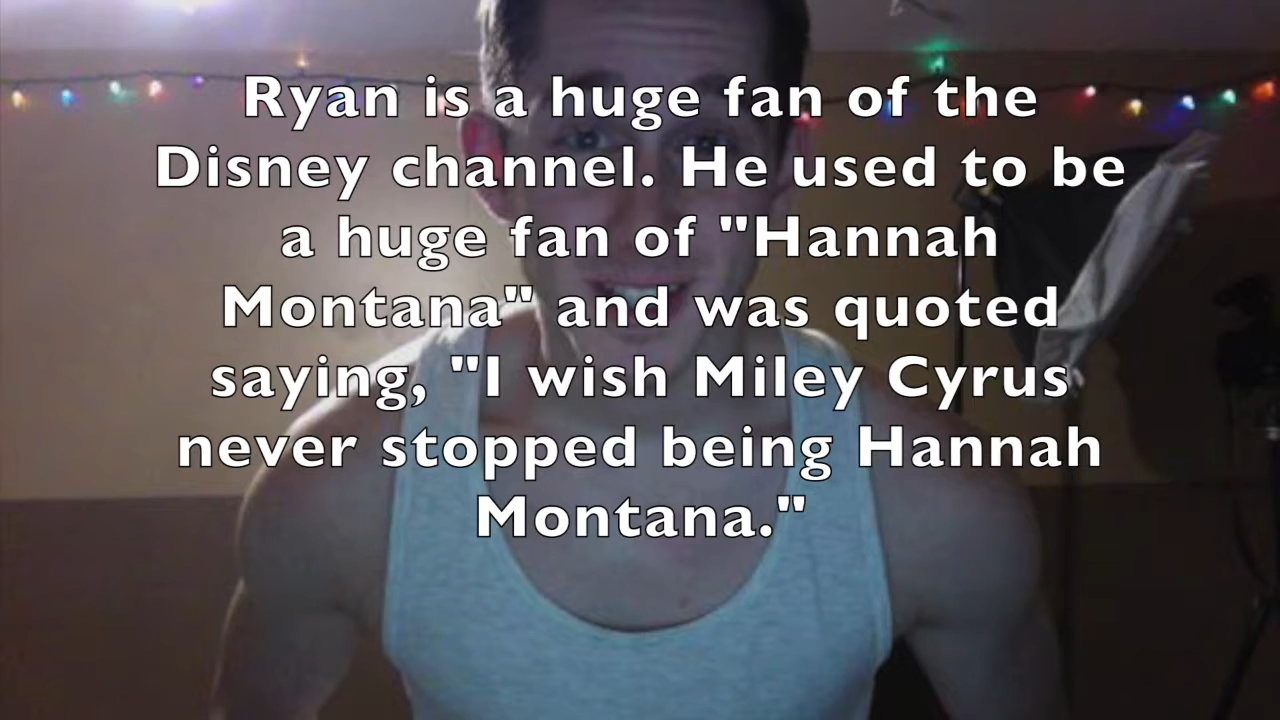 Ryan is a huge fan of the
Disney channel. He used to be
a huge fan of "Hannah
Montana" and was quoted
saying, "I wish Miley Cyrus
never stopped being Hannah
Montana."